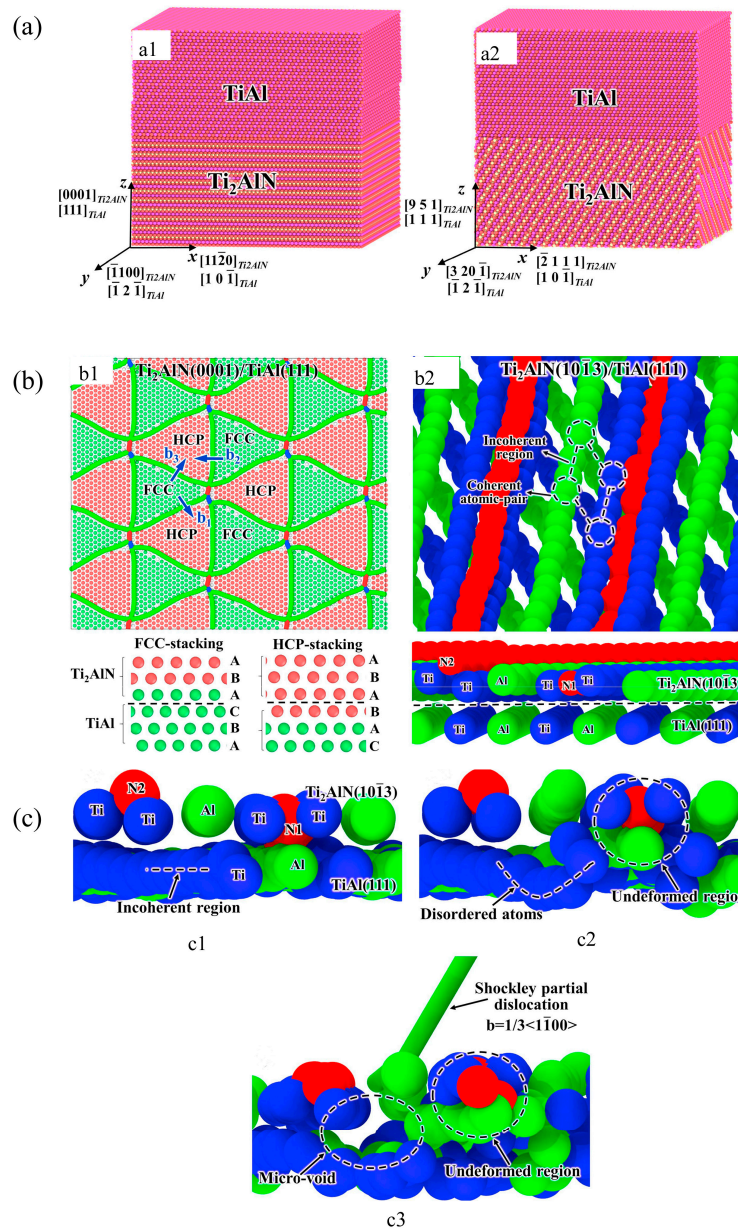 (a)
a1
TiAl
Ti₂AlN
z
[0001]Ti2AlN
[111]TiAl
x
[112̄0]Ti2AlN
[1 0 1̄]TiAl
y
[1̄100]Ti2AlN
[1̄ 2 1̄]TiAl
a2
TiAl
Ti₂AlN
z
[9 5 1]Ti2AlN
[1 1 1]TiAl
x
[2̄ 1 1 1]Ti2AlN
[1 0 1̄]TiAl
y
[3 20 1̄]Ti2AlN
[1̄ 2 1̄]TiAl
(b)
b1
Ti₂AlN(0001)/TiAl(111)
HCP
FCC
b₃
b₂
FCC
HCP
b₁
HCP
FCC
FCC-stacking
HCP-stacking
Ti₂AlN
A
B
A
TiAl
C
B
A
A
B
A
B
A
C
b2
Ti₂AlN(101̄3)/TiAl(111)
Incoherent
region
Coherent
atomic-pair
N2
Ti
Ti
Al
Ti
N1
Ti
Ti₂AlN(101̄3)
Ti
Al
Ti
TiAl(111)
(c)
N2
Ti
Ti
Al
Ti
N1
Ti
Ti₂AlN(101̄3)
Ti
Al
TiAl(111)
Incoherent region
c1
Disordered atoms
Undeformed region
c2
Shockley partial
dislocation
b=1/3<11̄00>
Micro-void
Undeformed region
c3